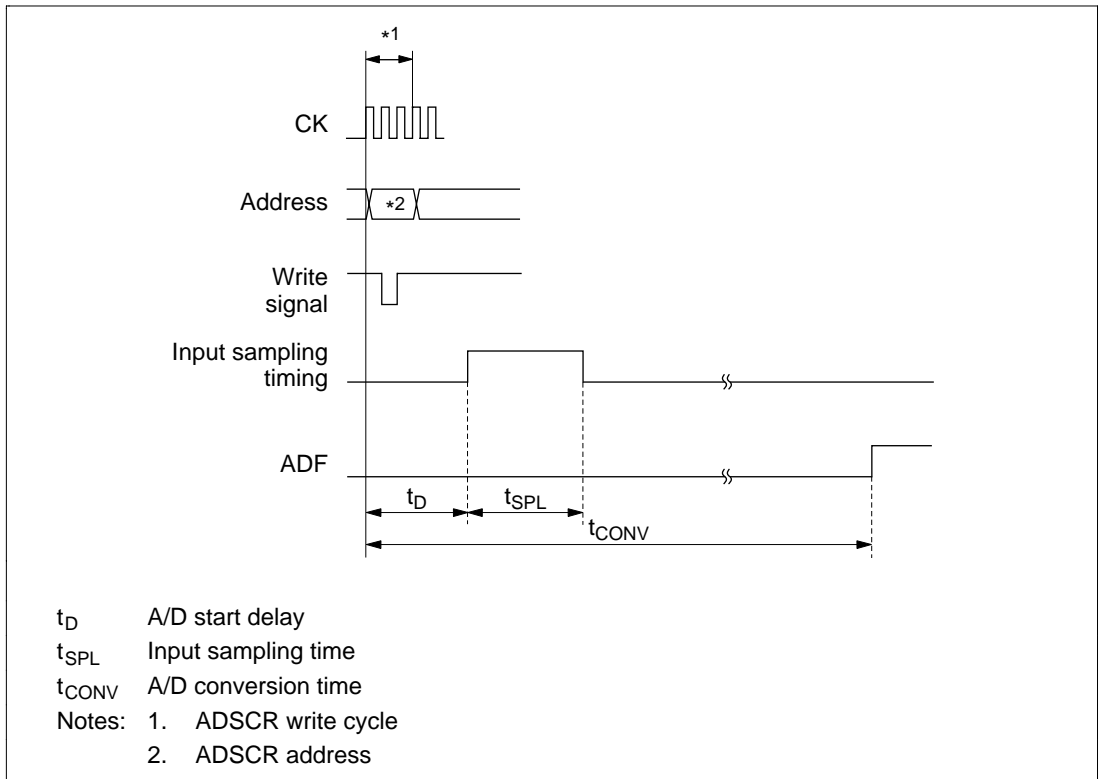 *1
CK
Address
*2
Write
signal
Input sampling
timing
ADF
tD
tSPL
tCONV
tD A/D start delay
tSPL Input sampling time
tCONV A/D conversion time
Notes: 1. ADSCR write cycle
2. ADSCR address